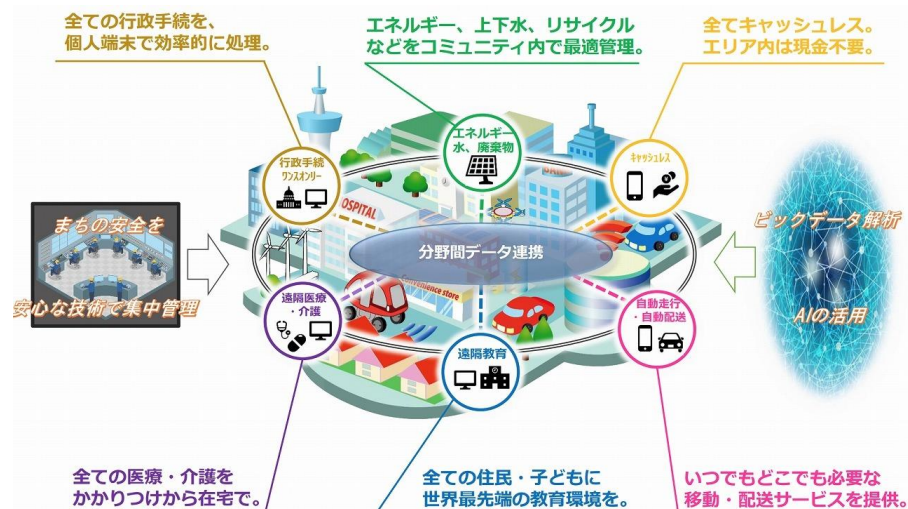 全ての行政手続を、
個人端末で効率的に処理。
エネルギー、上下水、リサイクル
などをコミュニティ内で最適管理。
全てキャッシュレス。
エリア内は現金不要。
エネルギー
水、廃棄物
行政手続
ワンスオンリー
キャッシュレス
HOSPITAL
まちの安全を
安心な技術で集中管理
分野間データ連携
ビックデータ解析
AIの活用
convenience store
遠隔医療
・介護
遠隔教育
自動走行
・自動配送
全ての医療・介護を
かかりつけから在宅で。
全ての住民・子どもに
世界最先端の教育環境を。
いつでもどこでも必要な
移動・配送サービスを提供。